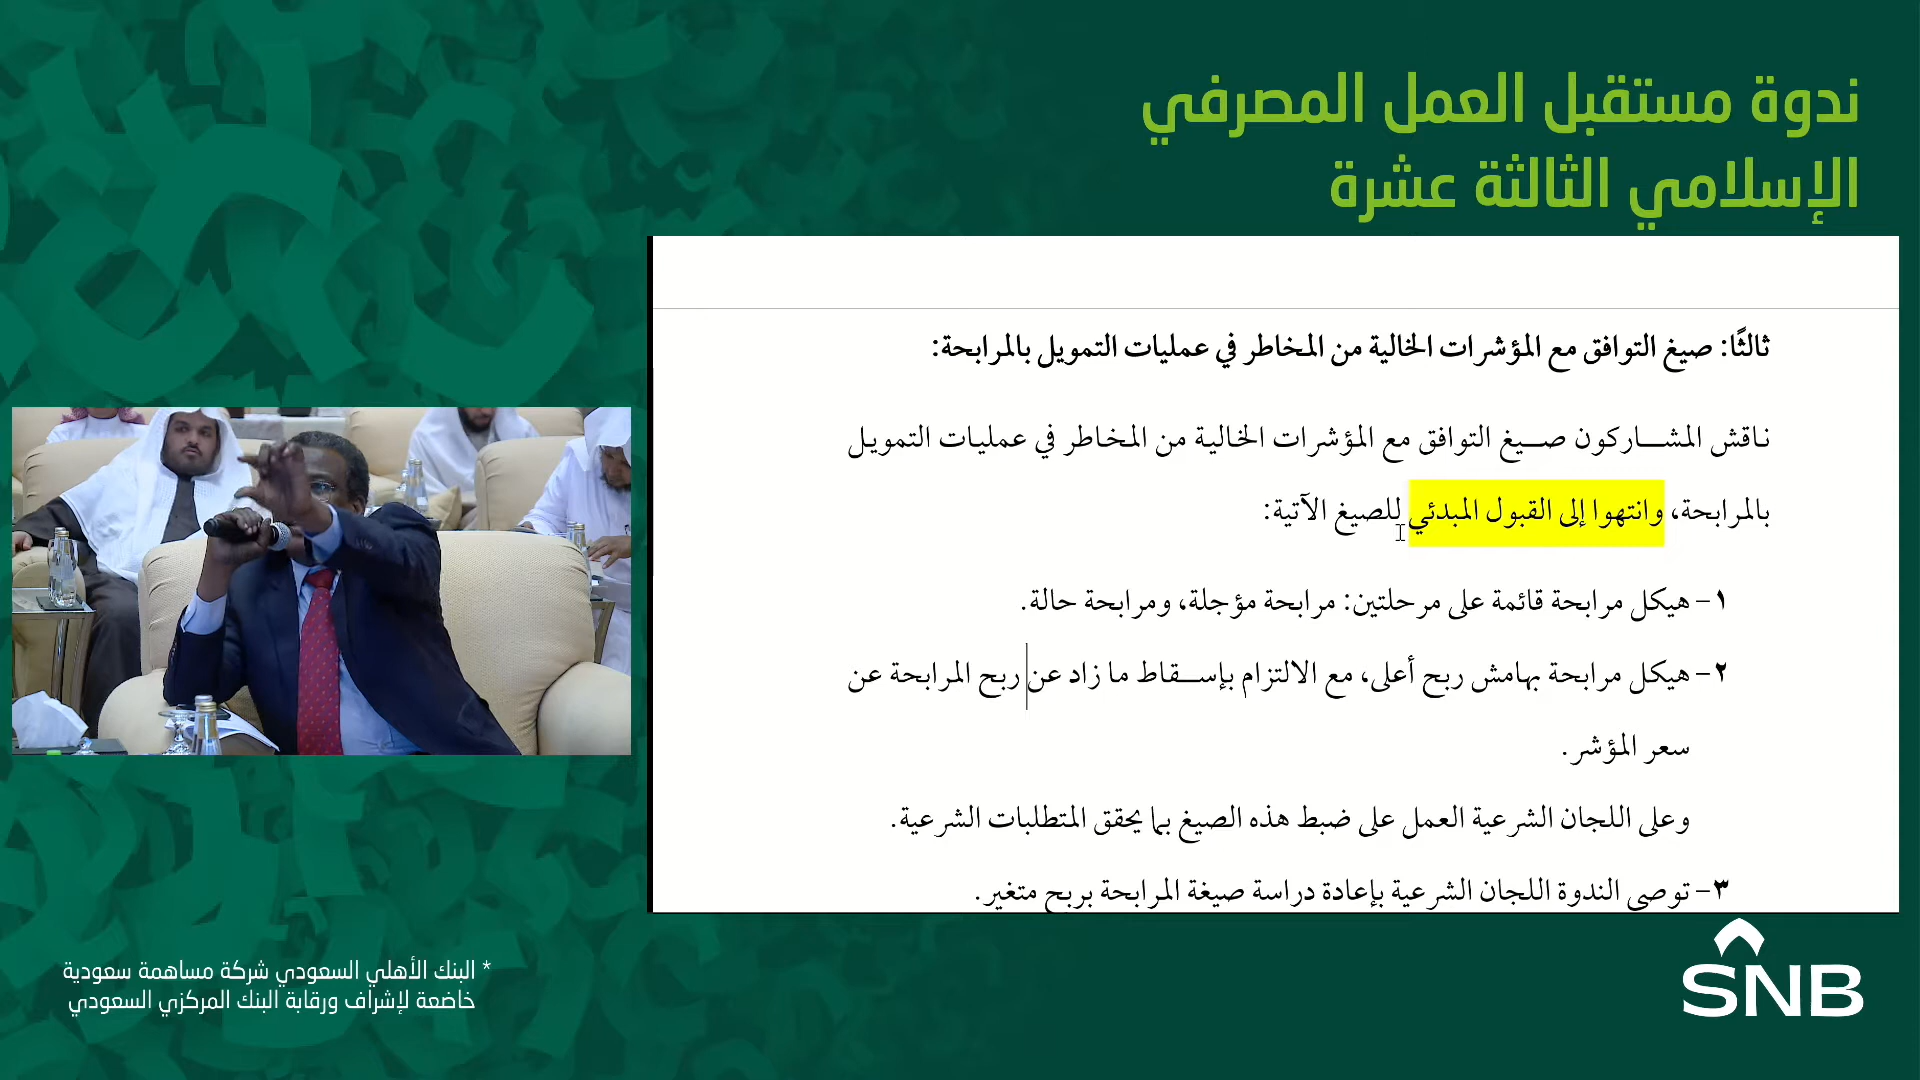 ندوة مستقبل العمل المصرفي
الإسلامي الثالثة عشرة
ثالثًا: صيغ التوافق مع المؤشرات الخالية من المخاطر في عمليات التمويل بالمرابحة:
ناقش المشاركون صيغ التوافق مع المؤشرات الخالية من المخاطر في عمليات التمويل
بالمرابحة، وانتهوا إلى القبول المبدئي للصيغ الآتية:
١- هيكل مرابحة قائمة على مرحلتين: مرابحة مؤجلة، ومرابحة حالة.
٢- هيكل مرابحة بهامش ربح أعلى، مع الالتزام بإسقاط ما زاد عن ربح المرابحة عن
سعر المؤشر.
وعلى اللجان الشرعية العمل على ضبط هذه الصيغ بما يحقق المتطلبات الشرعية.
٣- توصي الندوة اللجان الشرعية بإعادة دراسة صيغة المرابحة بربح متغير.
* البنك الأهلي السعودي شركة مساهمة سعودية
خاضعة لإشراف ورقابة البنك المركزي السعودي
SNB